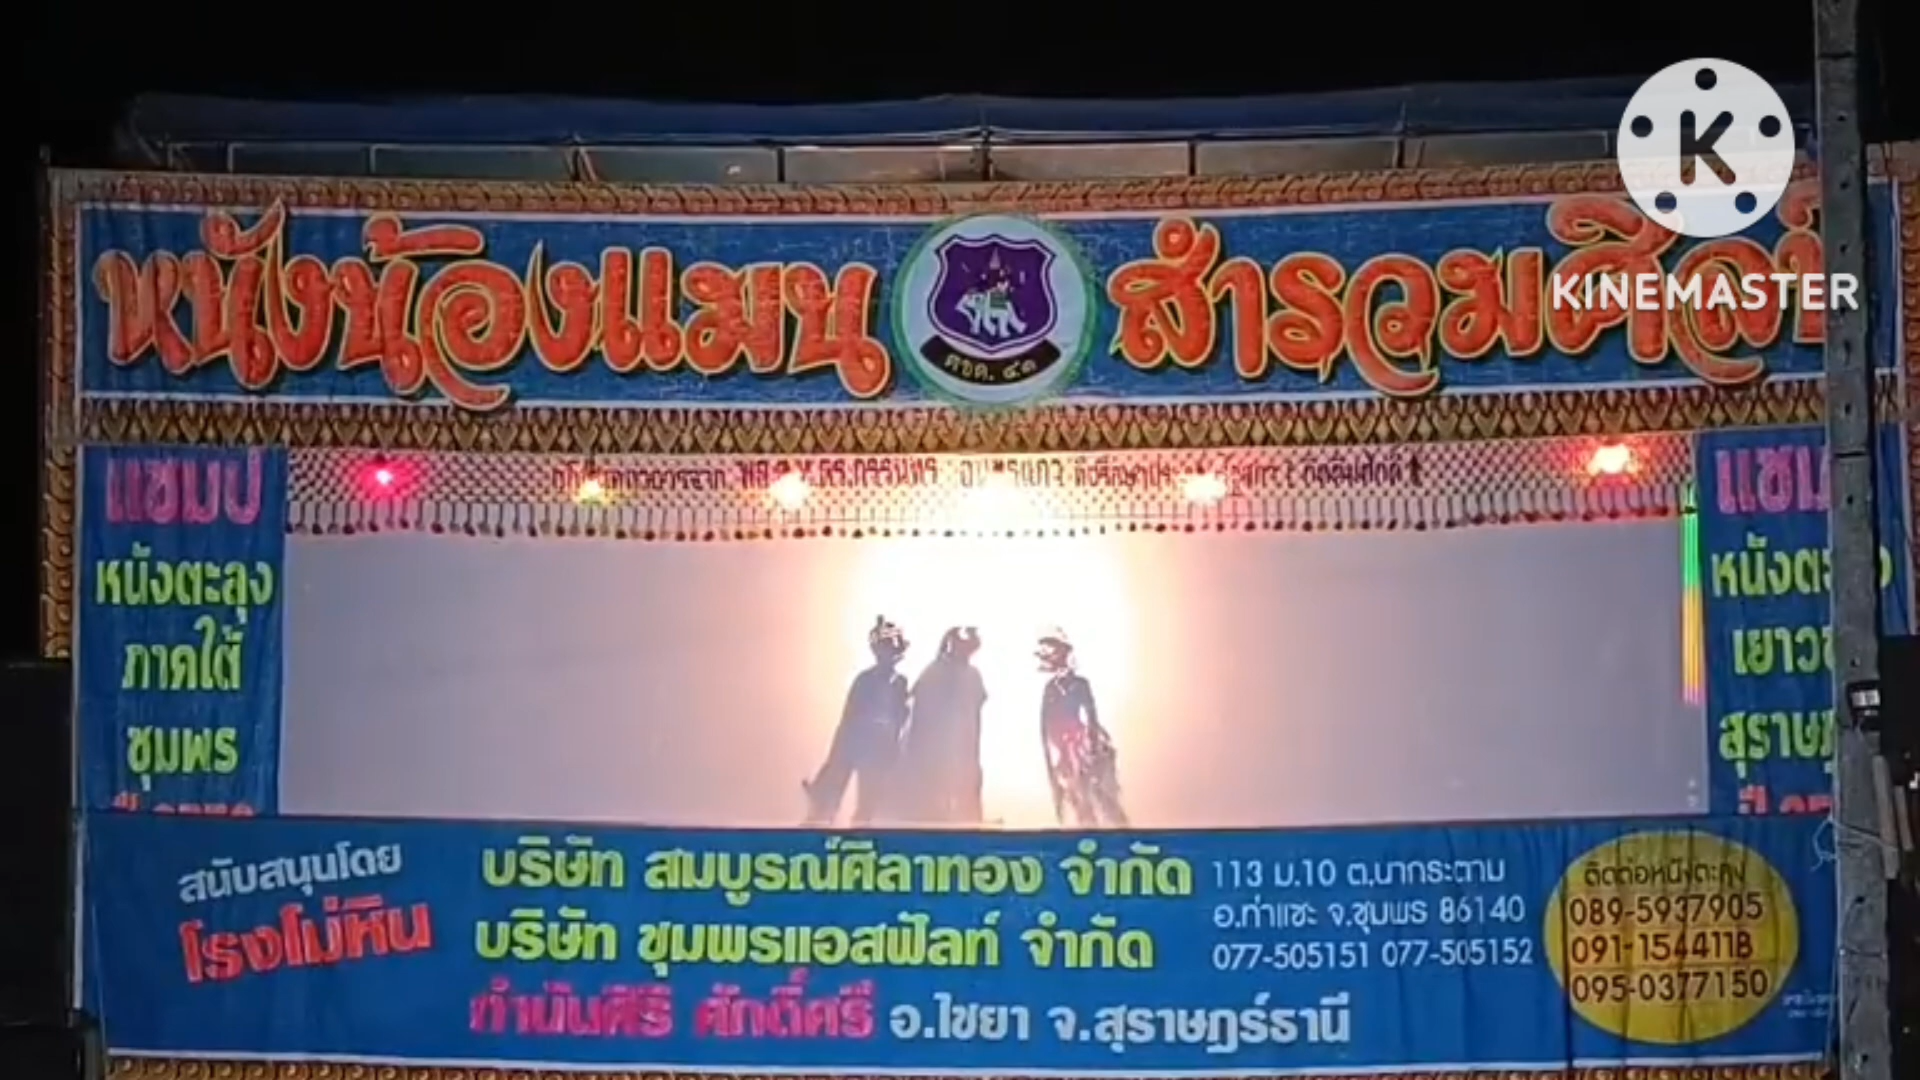 หนังน้องแมน
สำรวมศิลป์
ศอค. ๔๑
K
KINEMASTER
แชมป์
หนังตะลุง
ภาคใต้
ชุมพร
หนังตะ
สุราษฎ
สนับสนุนโดย
โรงโม่หิน
บริษัท สมบูรณ์ศิลาทอง จำกัด
บริษัท ชุมพรแอสฟัลท์ จำกัด
กำนันศิริ ศักดิ์ศรี อ.ไชยา จ.สุราษฎร์ธานี
113 ม.10 ต.นากระตาม
อ.ท่าแซะ จ.ชุมพร 86140
077-505151 077-505152
ติดต่อหนังตะลุง
089-5937905
091-1544118
095-0377150